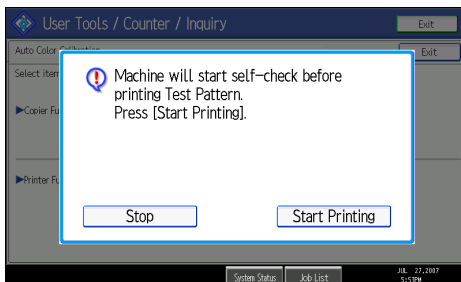 User Tools / Counter / Inquiry
Exit
Auto Color Calibration
Exit
Select item
Machine will start self-check before
printing Test Pattern.
Press [Start Printing].
►Copier Fu
►Printer Fu
Stop
Start Printing
System Status
Job List
JUL 27,2007
5:53PM